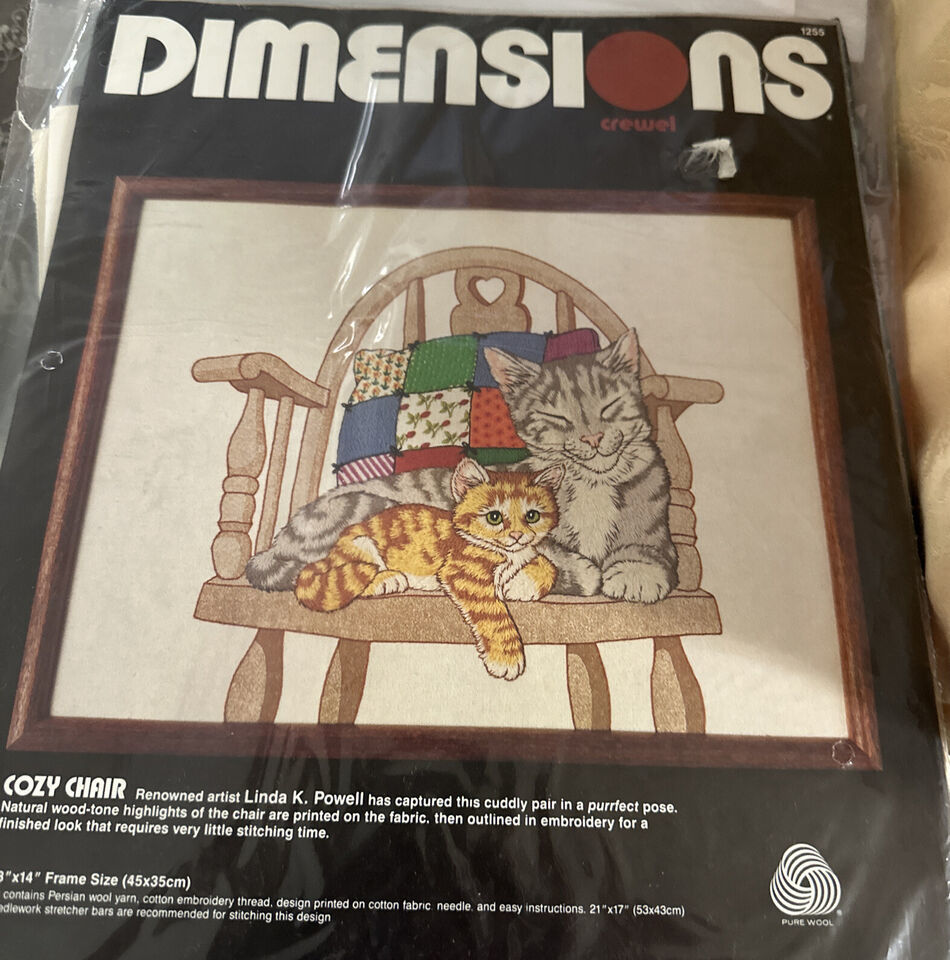 1255
DIMENSIONS
crewel
COZY CHAIR Renowned artist Linda K. Powell has captured this cuddly pair in a purrfect pose.
Natural wood-tone highlights of the chair are printed on the fabric, then outlined in embroidery for a
finished look that requires very little stitching time.
8"x14" Frame Size (45x35cm)
contains Persian wool yarn, cotton embroidery thread, design printed on cotton fabric, needle, and easy instructions. 21"x17" (53x43cm)
edlework stretcher bars are recommended for stitching this design
PURE WOOL